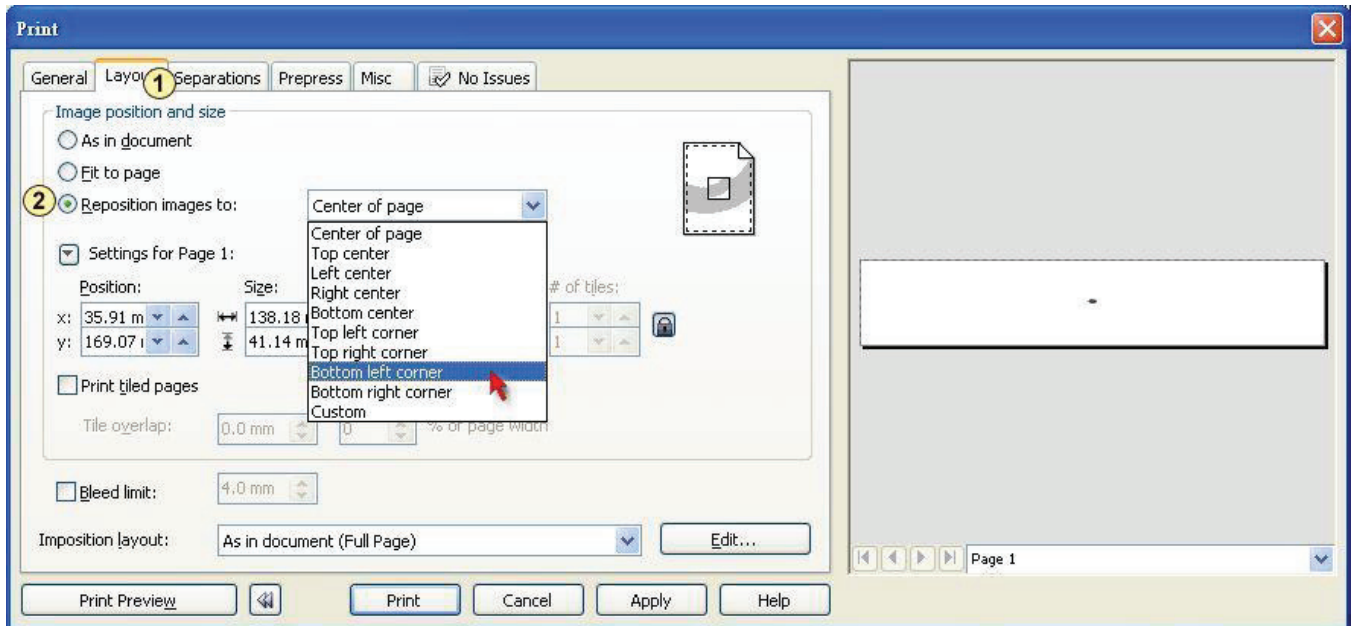 Print
General Layou 1 Separations Prepress Misc No Issues
Image position and size
As in document
Fit to page
2 Reposition images to: Center of page
Center of page
Top center
Left center
Right center
Bottom center
Top left corner
Top right corner
Bottom left corner
Bottom right corner
Custom
Settings for Page 1:
Position: Size: # of tiles:
x: 35.91 m 138.18 1
y: 169.07 41.14 m 1
Print tiled pages
Tile overlap: 0.0 mm 0 % of page width
Bleed limit: 4.0 mm
Imposition layout: As in document (Full Page) Edit...
Page 1
Print Preview Print Cancel Apply Help